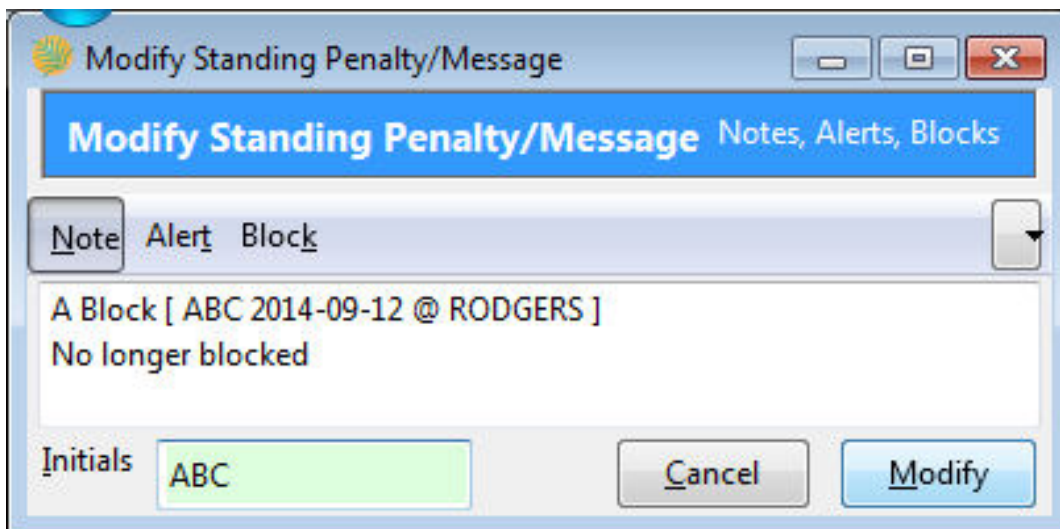 Modify Standing Penalty/Message
Modify Standing Penalty/Message Notes, Alerts, Blocks
Note Alert Block
A Block [ ABC 2014-09-12 @ RODGERS ]
No longer blocked
Initials ABC Cancel Modify